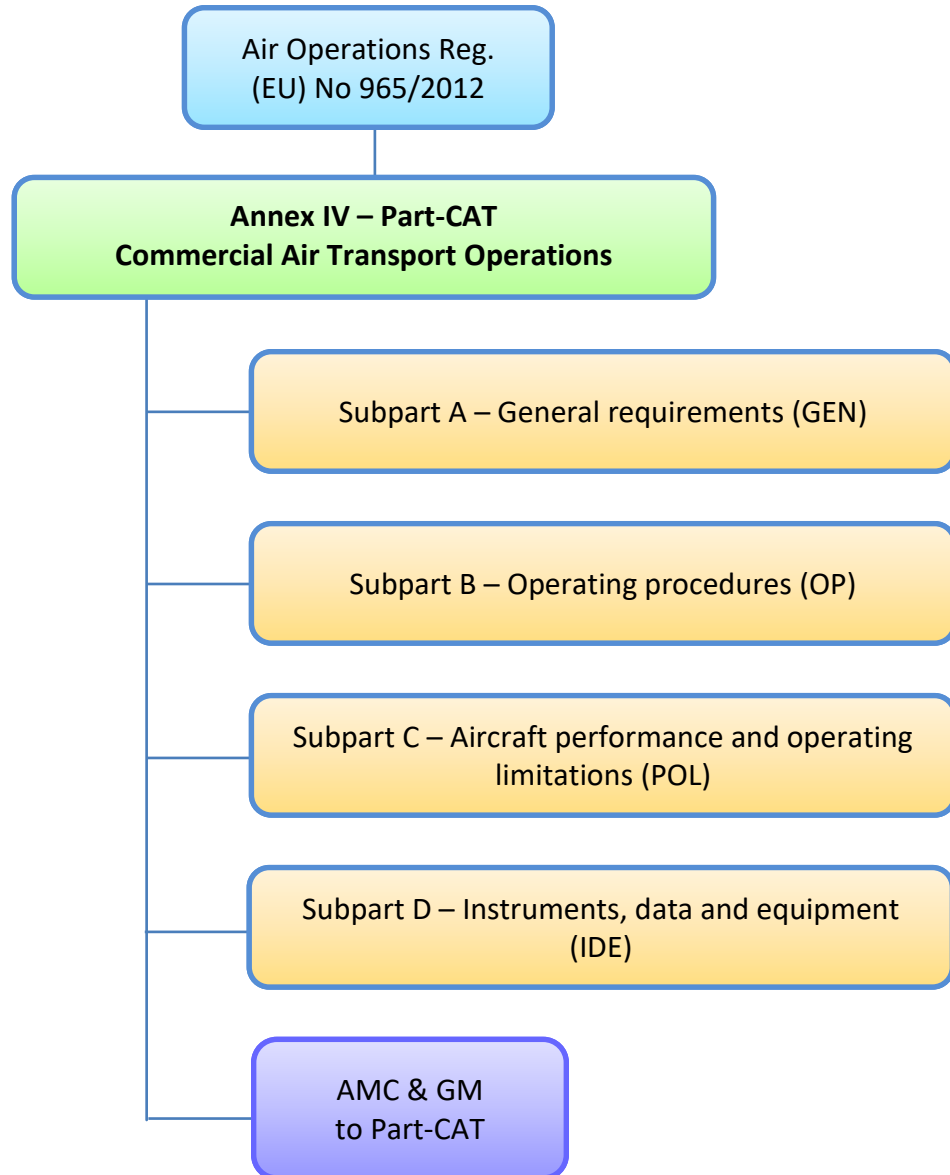 Air Operations Reg.
(EU) No 965/2012
Annex IV – Part-CAT
Commercial Air Transport Operations
Subpart A – General requirements (GEN)
Subpart B – Operating procedures (OP)
Subpart C – Aircraft performance and operating
limitations (POL)
Subpart D – Instruments, data and equipment
(IDE)
AMC & GM
to Part-CAT